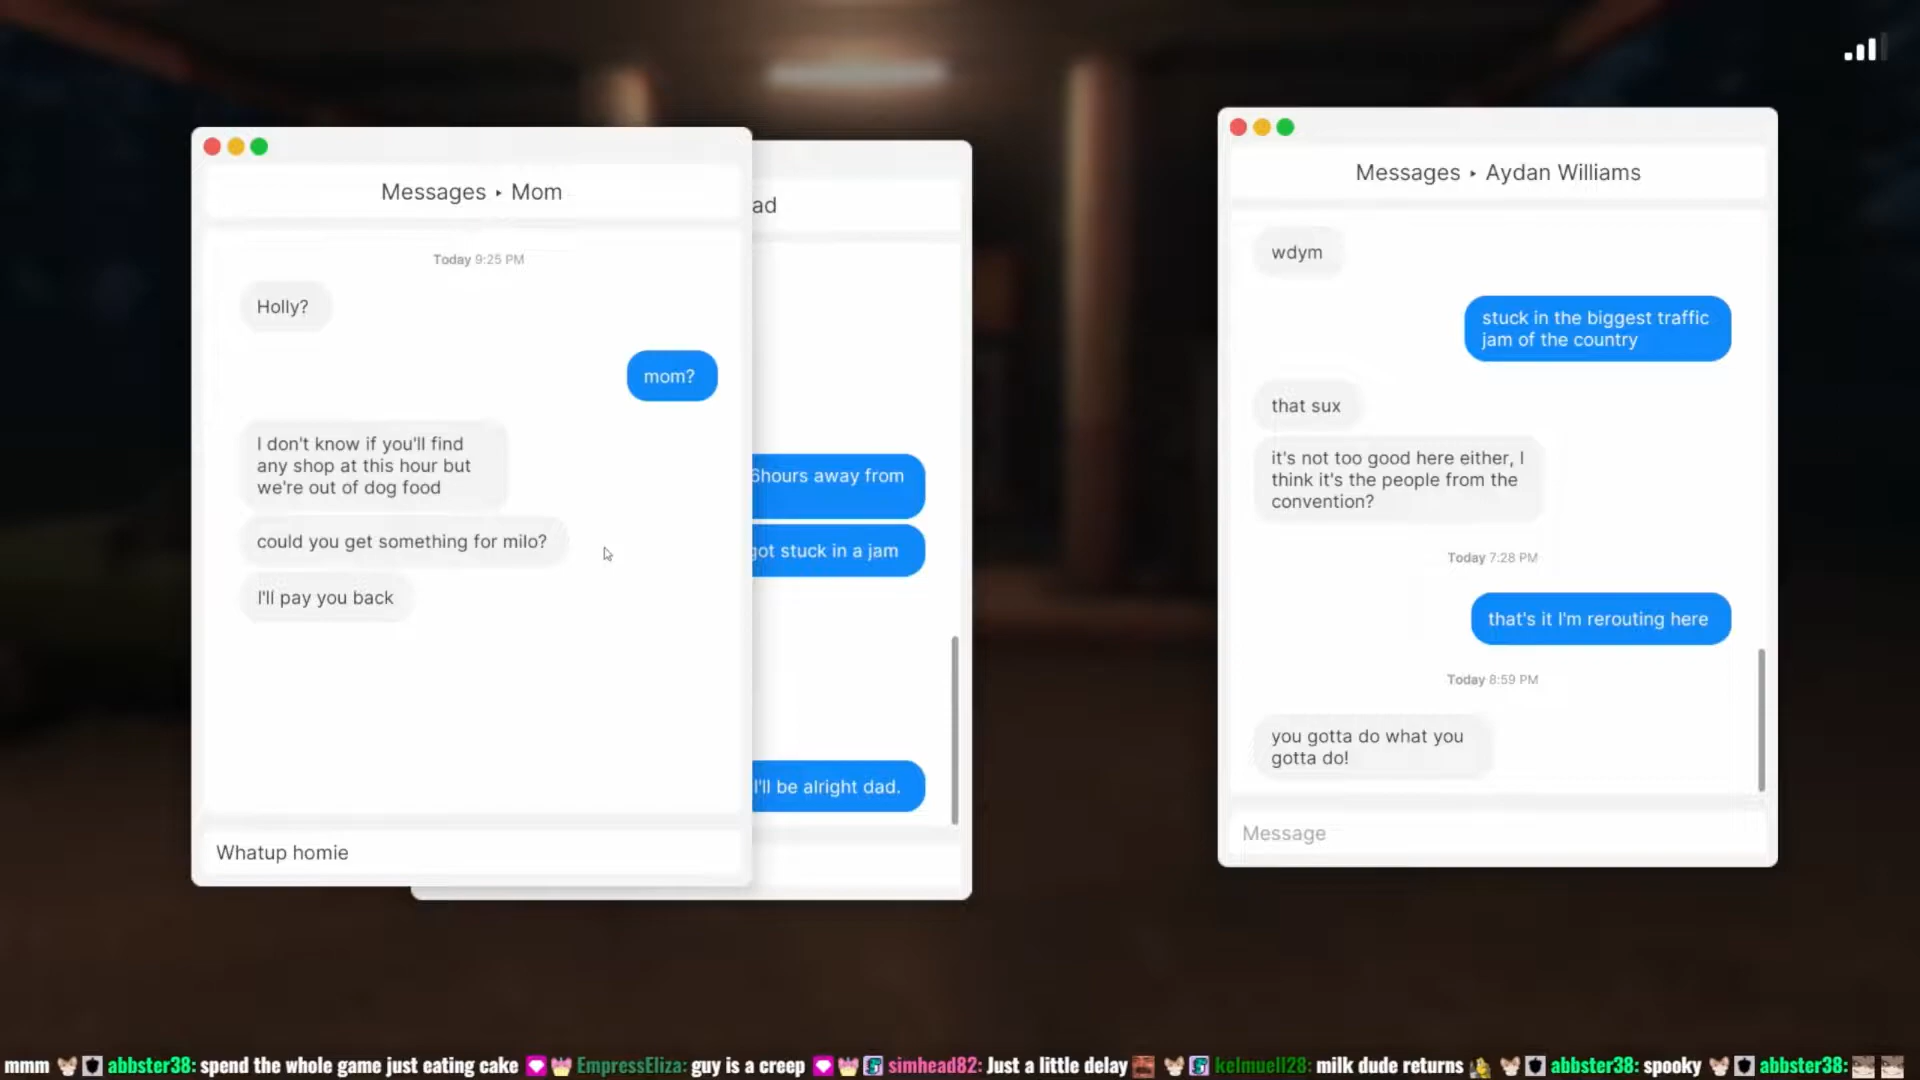 Messages ▸ Mom
Today 9:25 PM
Holly?
mom?
I don't know if you'll find
any shop at this hour but
we're out of dog food
could you get something for milo?
I'll pay you back
Whatup homie
ad
6hours away from
got stuck in a jam
I'll be alright dad.
Messages ▸ Aydan Williams
wdym
stuck in the biggest traffic
jam of the country
that sux
it's not too good here either, I
think it's the people from the
convention?
Today 7:28 PM
that's it I'm rerouting here
Today 8:59 PM
you gotta do what you
gotta do!
Message
mmm abbster38: spend the whole game just eating cake EmpressEliza: guy is a creep simhead82: Just a little delay kelmuell28: milk dude returns abbster38: spooky abbster38: